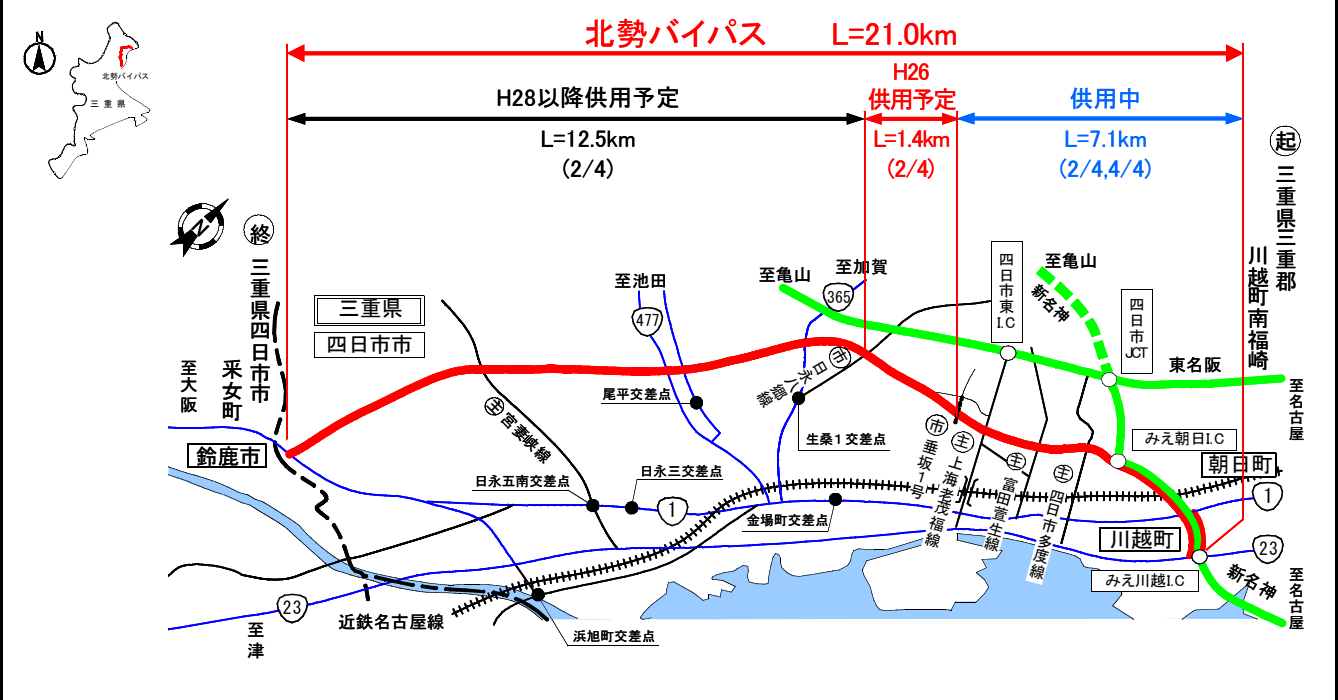 北勢バイパス L=21.0km
H28以降供用予定
L=12.5km
(2/4)
H26
供用予定
L=1.4km
(2/4)
供用中
L=7.1km
(2/4,4/4)
N
北勢バイパス
三重県
N
終
三重県四日市市
采女町
起
三重県三重郡
川越町南福崎
三重県
四日市市
至大阪
鈴鹿市
至池田
477
至亀山
至加賀
365
四日市東I.C
至亀山
新名神
四日市JCT
東名阪
至名古屋
市
日永八郷線
尾平交差点
主
宮妻峡線
生桑1交差点
日永五南交差点
日永三交差点
1
金場町交差点
市
垂坂1号
主
上海老茂福線
主
富田萱生線
主
四日市多度線
みえ朝日I.C
朝日町
1
川越町
23
みえ川越I.C
新名神
至名古屋
23
至津
近鉄名古屋線
浜旭町交差点